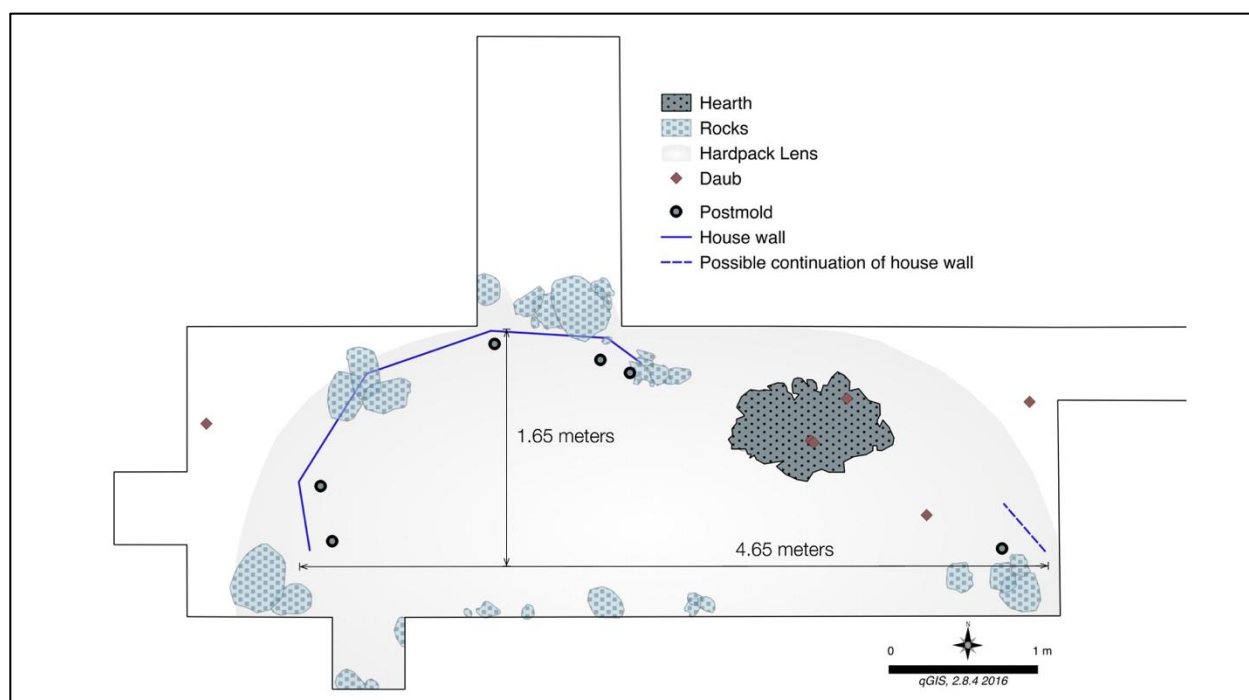 Hearth
Rocks
Hardpack Lens
Daub
Postmold
House wall
Possible continuation of house wall
1.65 meters
4.65 meters
N
0 1 m
qGIS, 2.8.4 2016